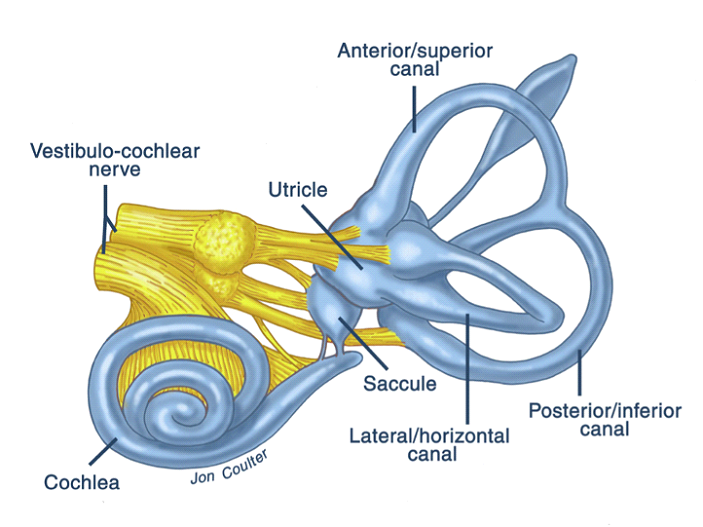 Anterior/superior
canal
Vestibulo-cochlear
nerve
Utricle
Saccule
Posterior/inferior
canal
Lateral/horizontal
canal
Jon Coulter
Cochlea